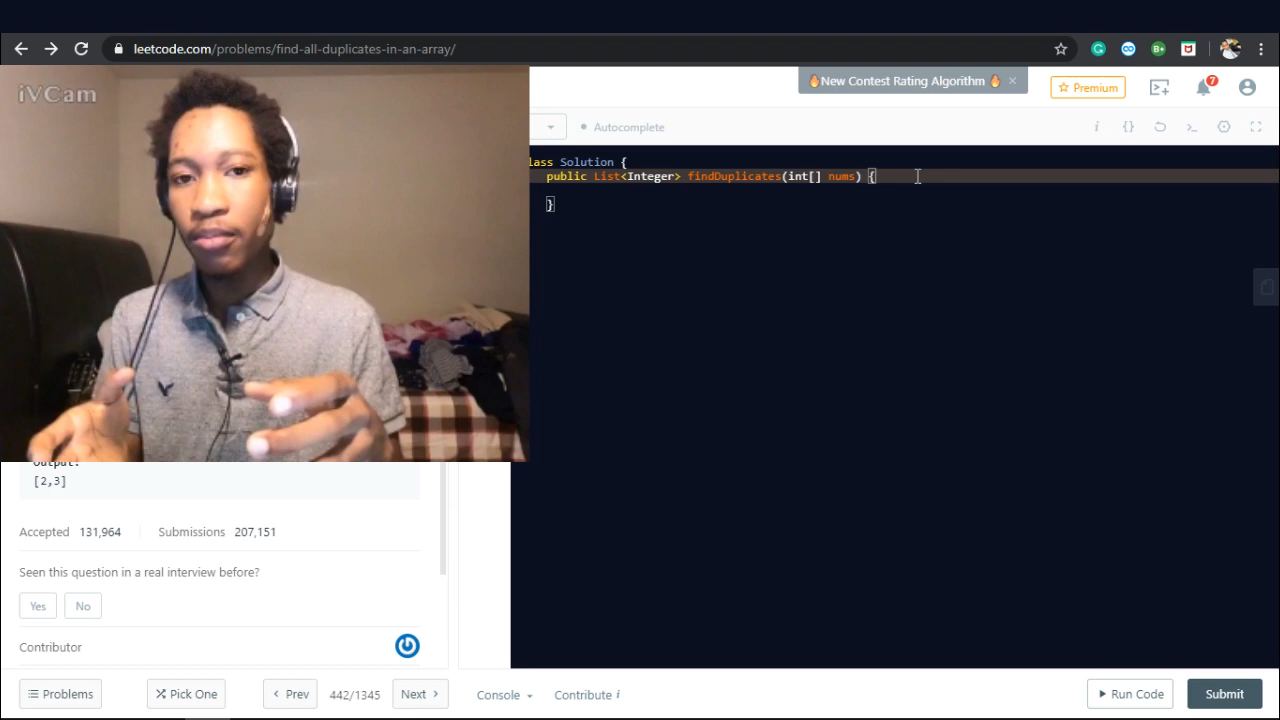 leetcode.com/problems/find-all-duplicates-in-an-array/
iVCam
🔥New Contest Rating Algorithm 🔥 ×
Premium
7
Autocomplete
lass Solution {
public List<Integer> findDuplicates(int[] nums) {
}
Output:
[2,3]
Accepted 131,964 Submissions 207,151
Seen this question in a real interview before?
Yes No
Contributor
Problems Pick One Prev 442/1345 Next Console Contribute i Run Code Submit